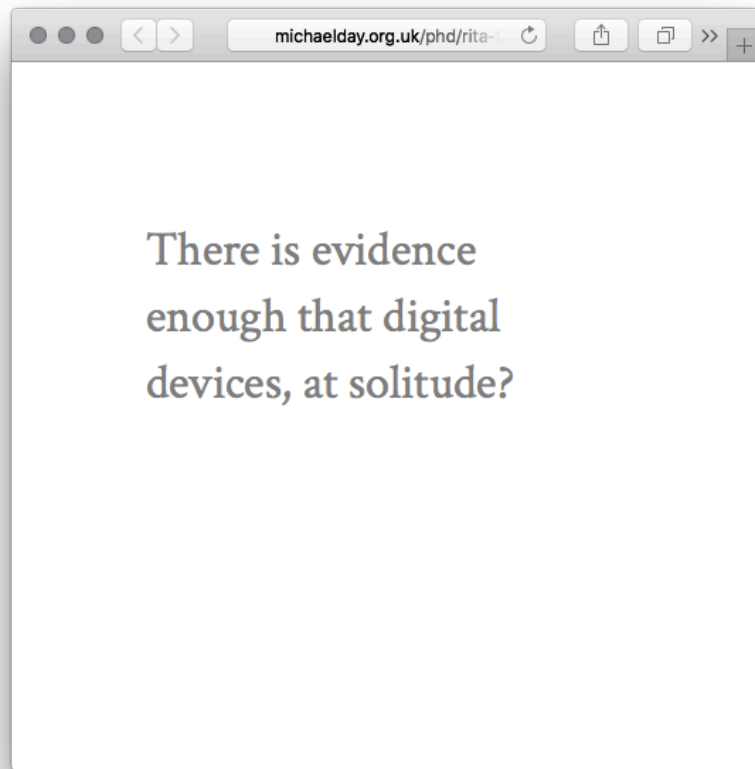 michaelday.org.uk/phd/rita-
There is evidence
enough that digital
devices, at solitude?